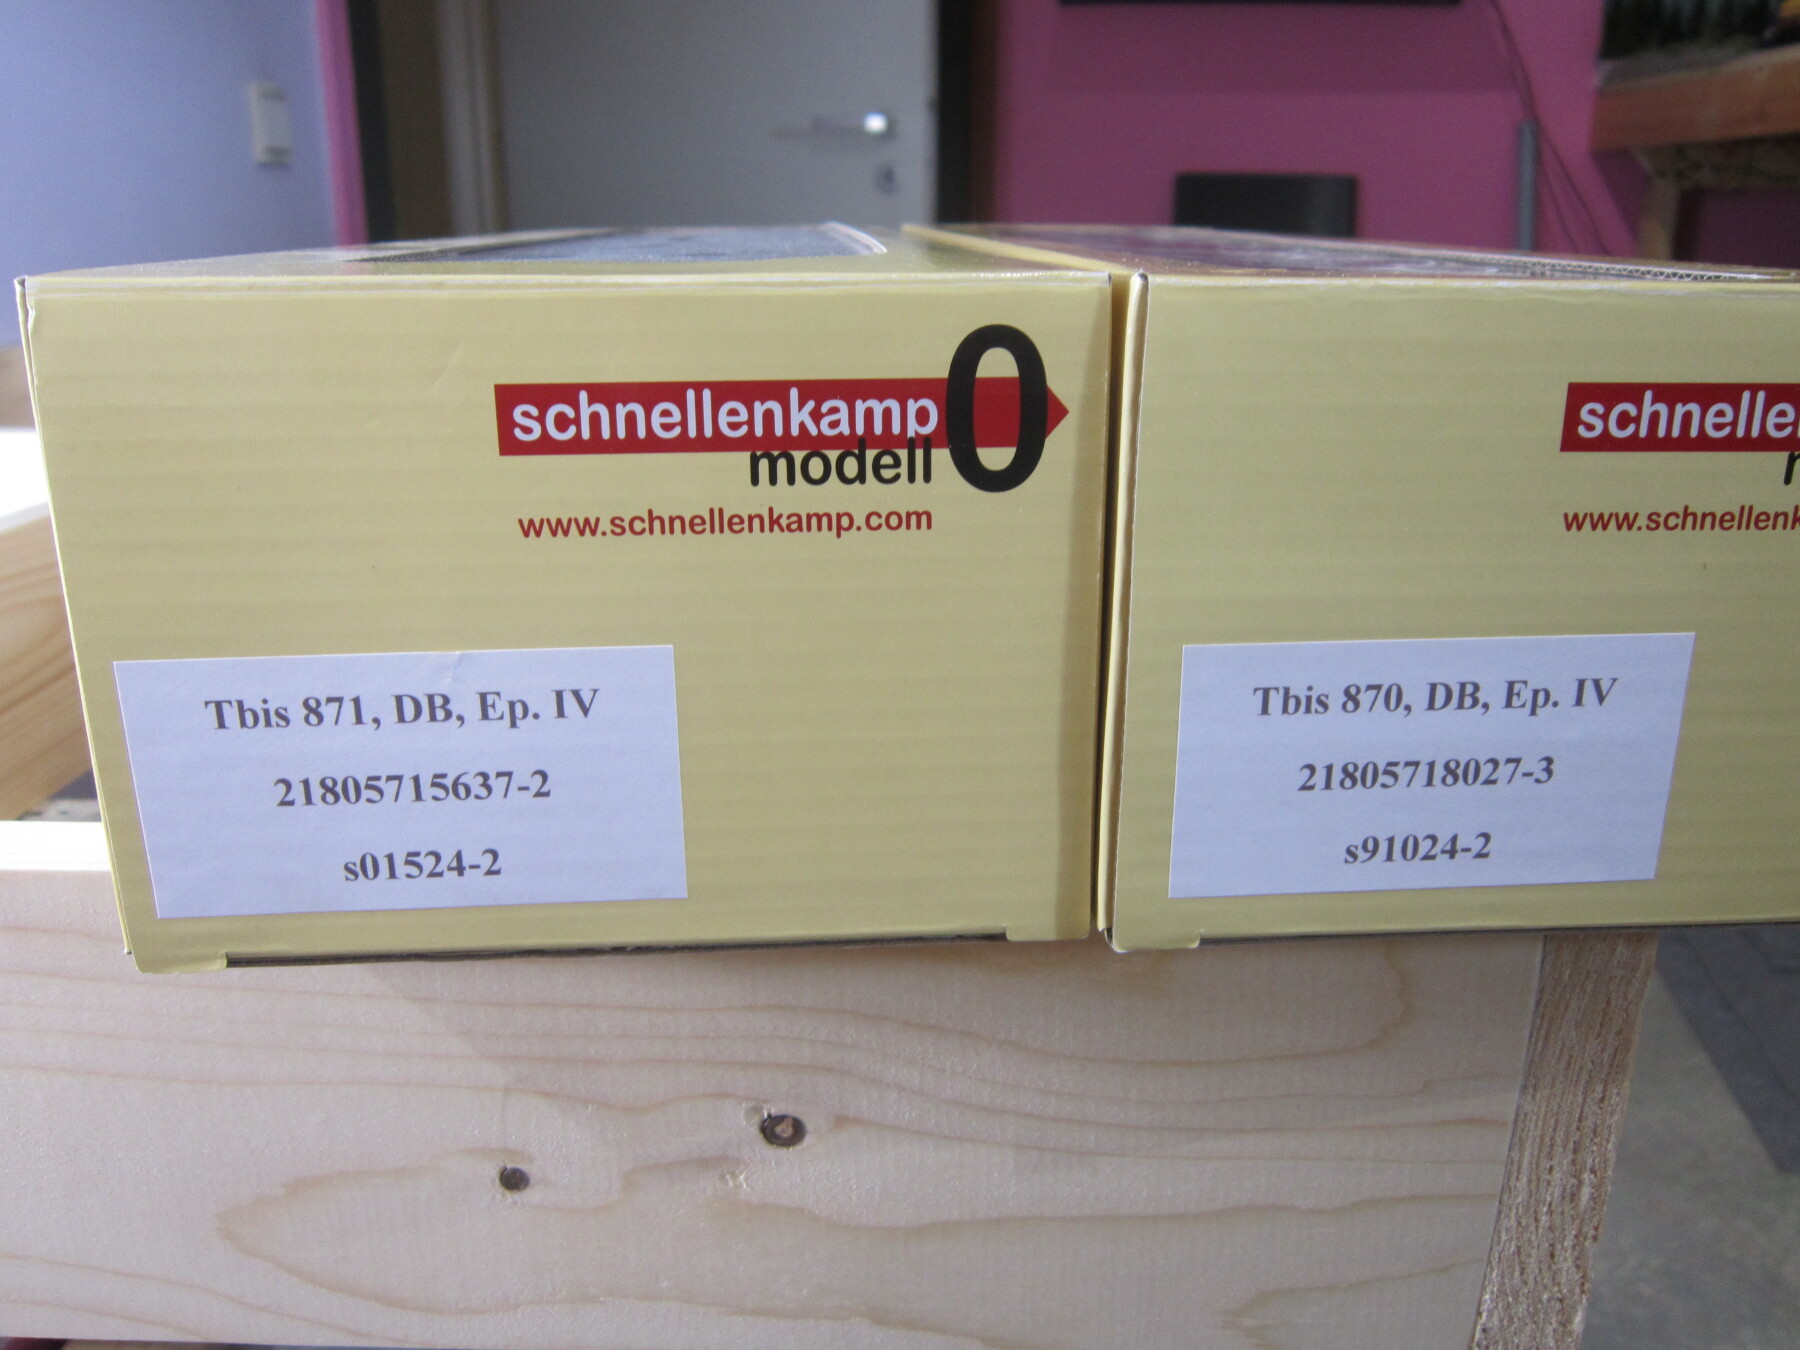 schnellenkamp
modell 0
www.schnellenkamp.com
Tbis 871, DB, Ep. IV
21805715637-2
s01524-2
schnelle
www.schnellenk
Tbis 870, DB, Ep. IV
21805718027-3
s91024-2